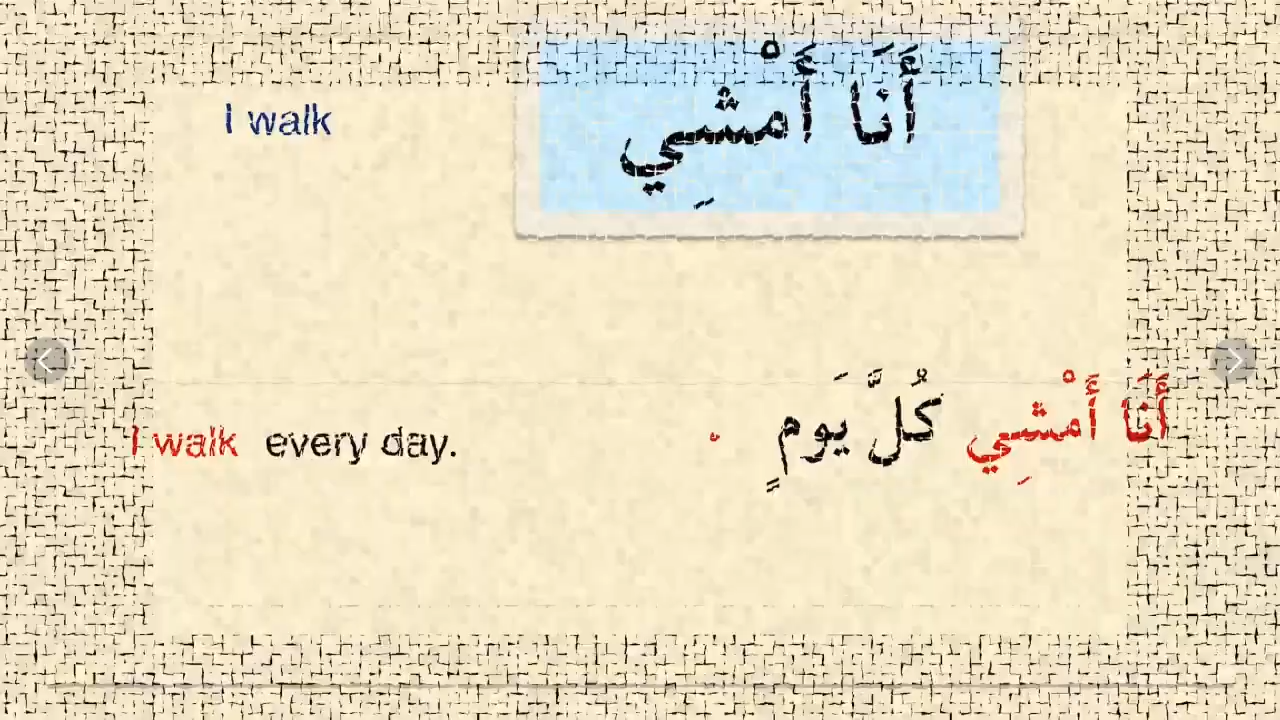 I walk
أَنَا أَمْشِي
I walk every day.
أَنَا أَمْشِي كُلَّ يَومٍ .